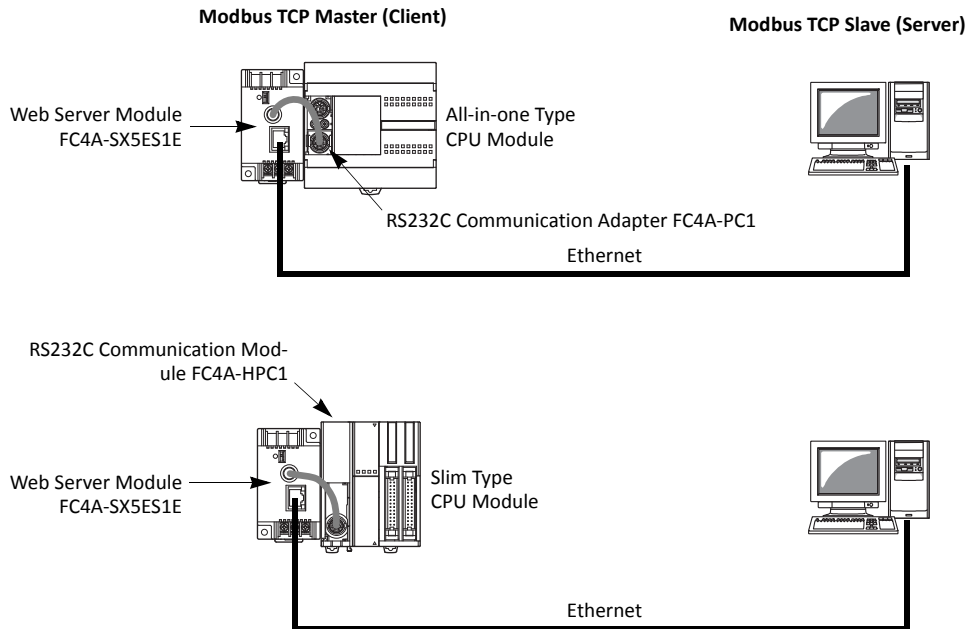 Modbus TCP Master (Client)
Modbus TCP Slave (Server)
Web Server Module
FC4A-SX5ES1E
All-in-one Type
CPU Module
RS232C Communication Adapter FC4A-PC1
Ethernet
RS232C Communication Mod-
ule FC4A-HPC1
Web Server Module
FC4A-SX5ES1E
Slim Type
CPU Module
Ethernet